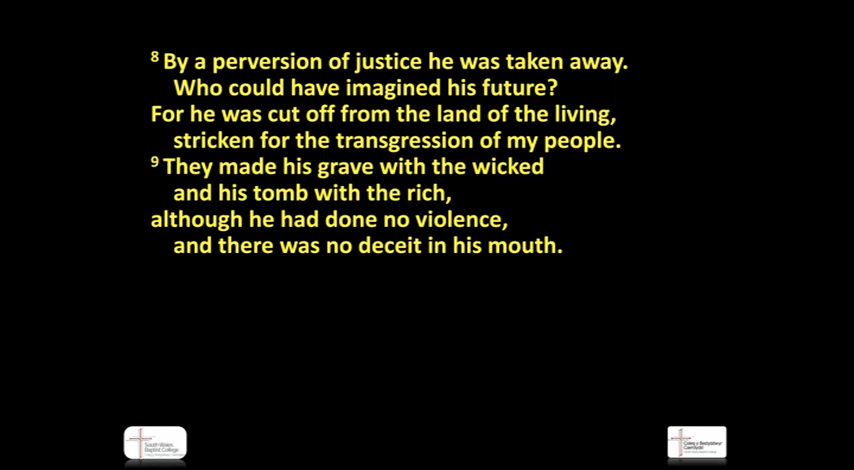 8 By a perversion of justice he was taken away.
Who could have imagined his future?
For he was cut off from the land of the living,
stricken for the transgression of my people.
9 They made his grave with the wicked
and his tomb with the rich,
although he had done no violence,
and there was no deceit in his mouth.
South Wales
Baptist College
Coleg y Bedyddwyr
Caerdydd